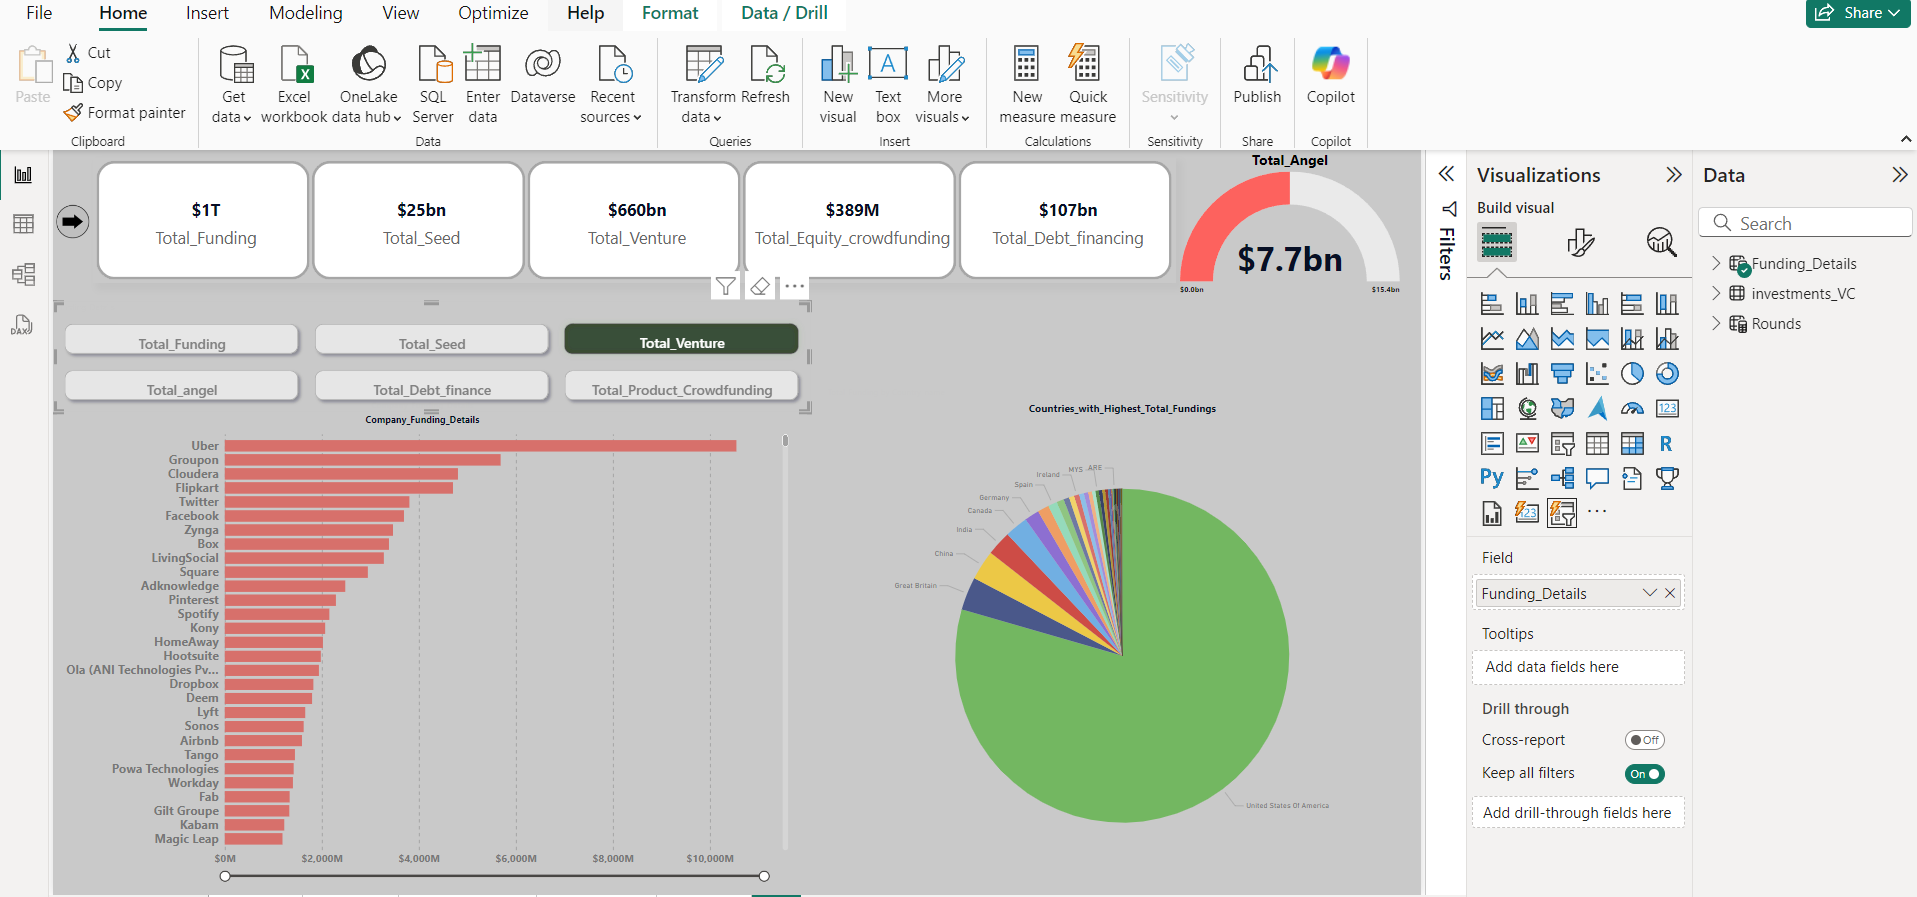 File
Home
Insert
Modeling
View
Optimize
Help
Format
Data / Drill
Share
Paste
Cut
Copy
Format painter
Clipboard
Get
data
Excel
workbook
OneLake
data hub
SQL
Server
Enter
data
Dataverse
Recent
sources
Data
Transform
data
Refresh
Queries
New
visual
A
Text
box
More
visuals
Insert
New
measure
Quick
measure
Calculations
Sensitivity
Sensitivity
Publish
Share
Copilot
Copilot
DAX
$1T
Total_Funding
$25bn
Total_Seed
$660bn
Total_Venture
$389M
Total_Equity_crowdfunding
$107bn
Total_Debt_financing
Total_Angel
$7.7bn
$0.0bn
$15.4bn
Total_Funding
Total_Seed
Total_Venture
Total_angel
Total_Debt_finance
Total_Product_Crowdfunding
Company_Funding_Details
Uber
Groupon
Cloudera
Flipkart
Twitter
Facebook
Zynga
Box
LivingSocial
Square
Adknowledge
Pinterest
Spotify
Kony
HomeAway
Hootsuite
Ola (ANI Technologies Pv...
Dropbox
Deem
Lyft
Sonos
Airbnb
Tango
Powa Technologies
Workday
Fab
Gilt Groupe
Kabam
Magic Leap
$0M
$2,000M
$4,000M
$6,000M
$8,000M
$10,000M
Countries_with_Highest_Total_Fundings
ARE
MYS
Ireland
Spain
Germany
Canada
India
China
Great Britain
United States Of America
Filters
Visualizations
Build visual
123
R
Py
123
...
Field
Funding_Details
Tooltips
Add data fields here
Drill through
Cross-report
Off
Keep all filters
On
Add drill-through fields here
Data
Search
Funding_Details
investments_VC
Rounds